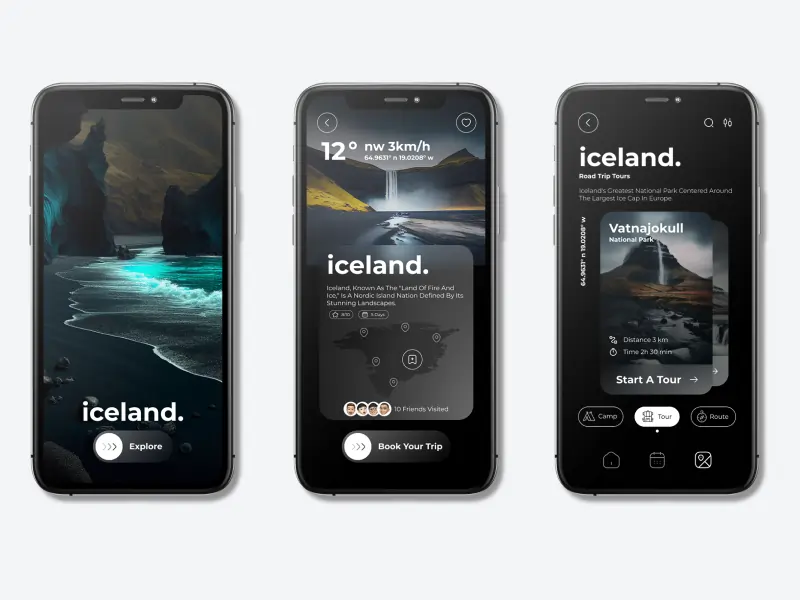 iceland.
Explore
12° nw 3km/h
64.9631° n 19.0208° w
iceland.
Iceland, Known As The "Land Of Fire And
Ice," Is A Nordic Island Nation Defined By Its
Stunning Landscapes.
8/10 5 Days
10 Friends Visited
Book Your Trip
iceland.
Road Trip Tours
Iceland's Greatest National Park Centered Around
The Largest Ice Cap In Europe
64.9631° n 19.0208° w
Vatnajokull
National Park
Distance 3 km
Time 2h 30 min
Start A Tour
Camp Tour Route